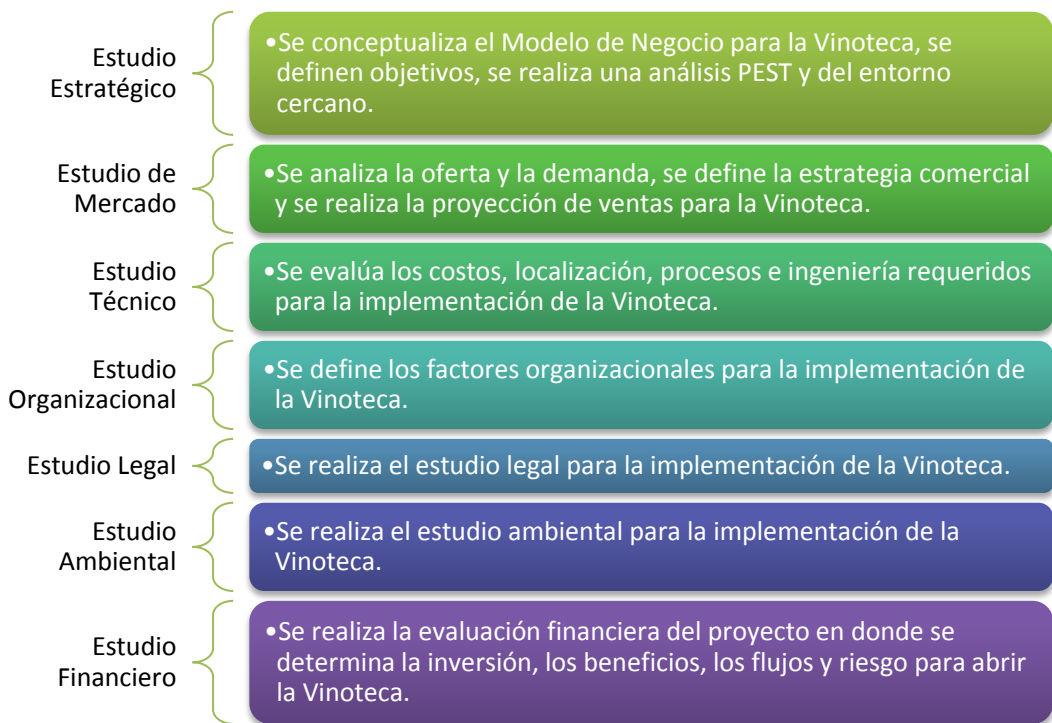 Estudio
Estratégico
•Se conceptualiza el Modelo de Negocio para la Vinoteca, se
definen objetivos, se realiza una análisis PEST y del entorno
cercano.
Estudio de
Mercado
•Se analiza la oferta y la demanda, se define la estrategia comercial
y se realiza la proyección de ventas para la Vinoteca.
Estudio
Técnico
•Se evalúa los costos, localización, procesos e ingeniería requeridos
para la implementación de la Vinoteca.
Estudio
Organizacional
•Se define los factores organizacionales para la implementación de
la Vinoteca.
Estudio Legal
•Se realiza el estudio legal para la implementación de la Vinoteca.
Estudio
Ambiental
•Se realiza el estudio ambiental para la implementación de la
Vinoteca.
Estudio
Financiero
•Se realiza la evaluación financiera del proyecto en donde se
determina la inversión, los beneficios, los flujos y riesgo para abrir
la Vinoteca.